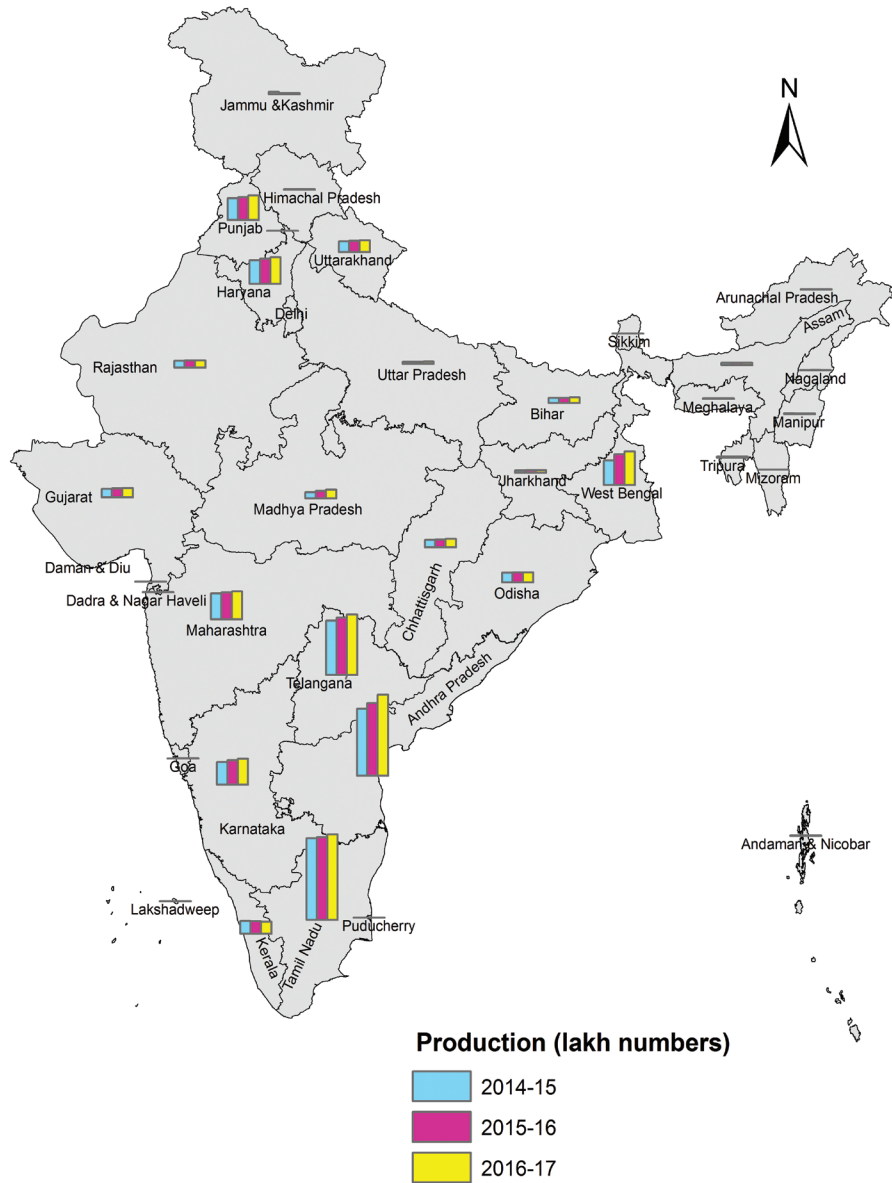 N
Jammu &Kashmir
Himachal Pradesh
Punjab
Uttarakhand
Haryana
Arunachal Pradesh
Delhi
Assam
Sikkim
Rajasthan
Uttar Pradesh
Nagaland
Meghalaya
Bihar
Manipur
Tripura
Jharkhand
Mizoram
West Bengal
Gujarat
Madhya Pradesh
Daman & Diu
Chhattisgarh
Odisha
Dadra & Nagar Haveli
Maharashtra
Telangana
Andhra Pradesh
Goa
Karnataka
Andaman & Nicobar
Lakshadweep
Puducherry
Kerala
Tamil Nadu
Production (lakh numbers)
2014-15
2015-16
2016-17